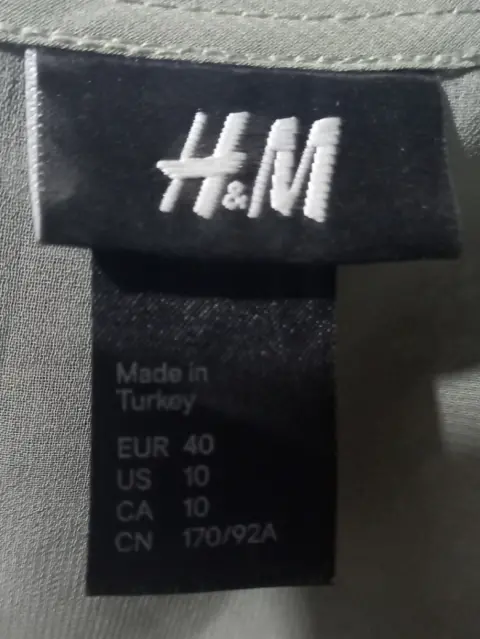 H&M
Made in
Turkey
EUR 40
US 10
CA 10
CN 170/92A